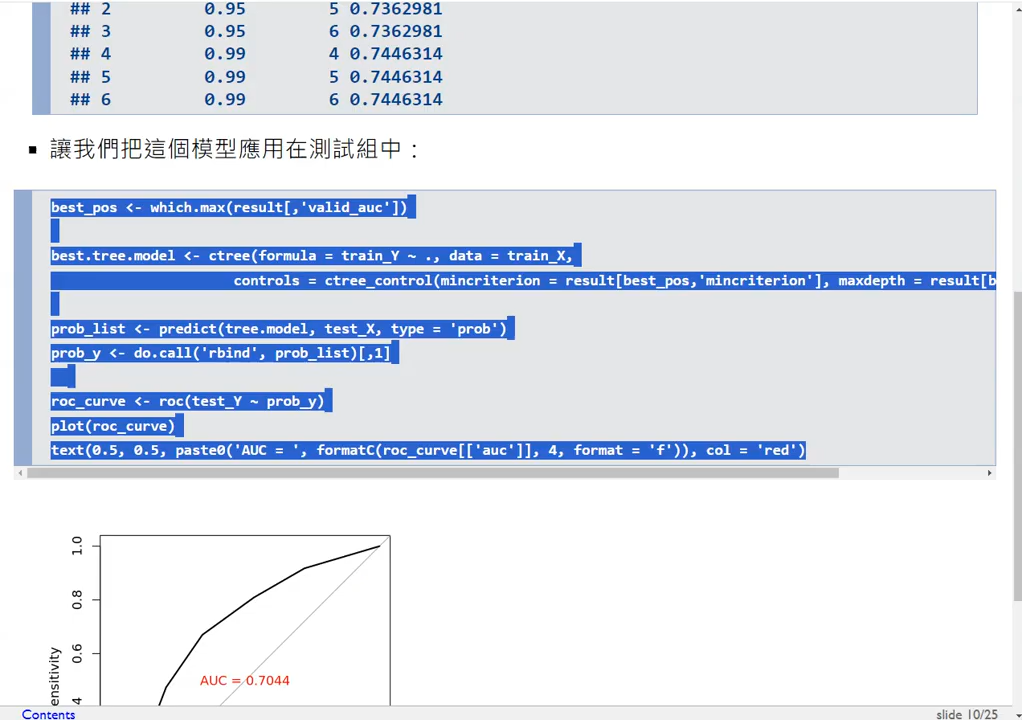 ## 2 0.95 5 0.7362981
## 3 0.95 6 0.7362981
## 4 0.99 4 0.7446314
## 5 0.99 5 0.7446314
## 6 0.99 6 0.7446314
▪ 讓我們把這個模型應用在測試組中：
best_pos <- which.max(result[,'valid_auc'])
best.tree.model <- ctree(formula = train_Y ~ ., data = train_X,
controls = ctree_control(mincriterion = result[best_pos,'mincriterion'], maxdepth = result[b
prob_list <- predict(tree.model, test_X, type = 'prob')
prob_y <- do.call('rbind', prob_list)[,1]
roc_curve <- roc(test_Y ~ prob_y)
plot(roc_curve)
text(0.5, 0.5, paste0('AUC = ', formatC(roc_curve[['auc']], 4, format = 'f')), col = 'red')
1.0
0.8
0.6
4
ensitivity
AUC = 0.7044
Contents
slide 10/25